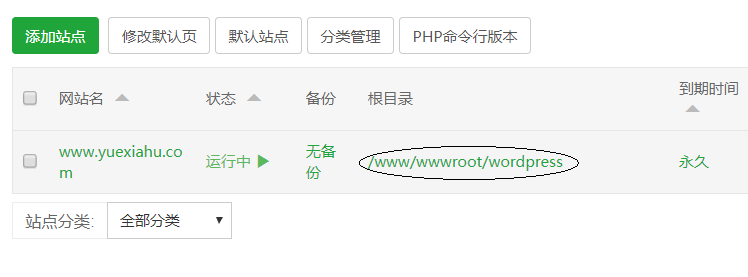 添加站点 修改默认页 默认站点 分类管理 PHP命令行版本
网站名 状态 备份 根目录 到期时间
www.yuexiahu.co
m 运行中 无备
份 /www/wwwroot/wordpress 永久
站点分类: 全部分类